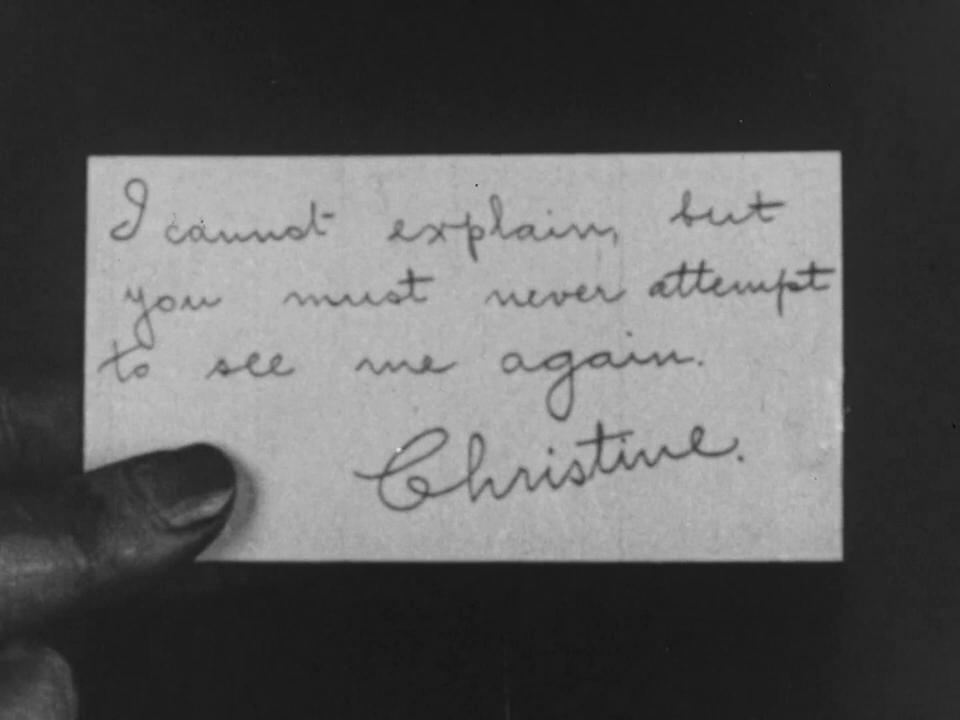 I cannot explain, but
you must never attempt
to see me again.
Christine.